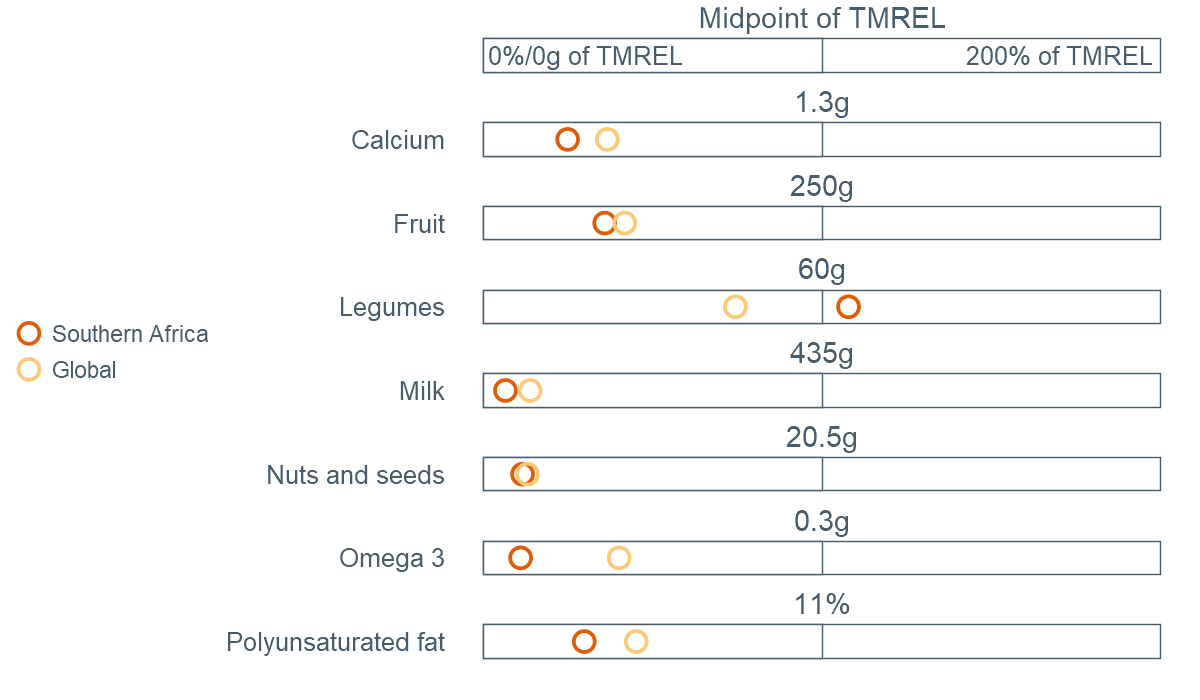 Midpoint of TMREL
0%/0g of TMREL
200% of TMREL
1.3g
Calcium
250g
Fruit
60g
Legumes
Southern Africa
Global
435g
Milk
20.5g
Nuts and seeds
0.3g
Omega 3
11%
Polyunsaturated fat